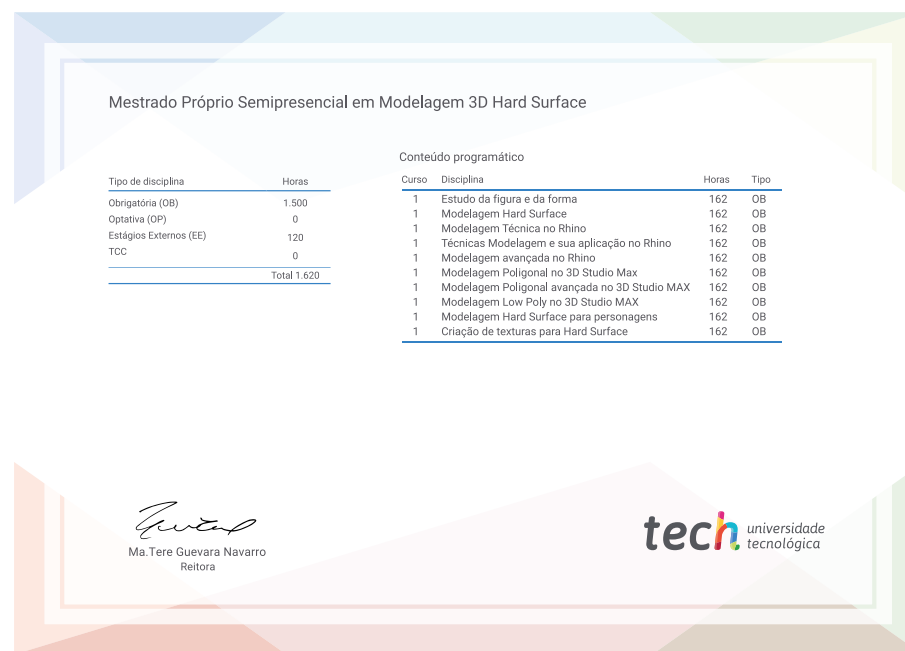 Mestrado Próprio Semipresencial em Modelagem 3D Hard Surface
Tipo de disciplina Horas
Obrigatória (OB) 1.500
Optativa (OP) 0
Estágios Externos (EE) 120
TCC 0
Total 1.620
Conteúdo programático
Curso Disciplina Horas Tipo
1 Estudo da figura e da forma 162 OB
1 Modelagem Hard Surface 162 OB
1 Modelagem Técnica no Rhino 162 OB
1 Técnicas Modelagem e sua aplicação no Rhino 162 OB
1 Modelagem avançada no Rhino 162 OB
1 Modelagem Poligonal no 3D Studio Max 162 OB
1 Modelagem Poligonal avançada no 3D Studio MAX 162 OB
1 Modelagem Low Poly no 3D Studio MAX 162 OB
1 Modelagem Hard Surface para personagens 162 OB
1 Criação de texturas para Hard Surface 162 OB
Ma.Tere Guevara Navarro
Reitora
tech universidade
tecnológica